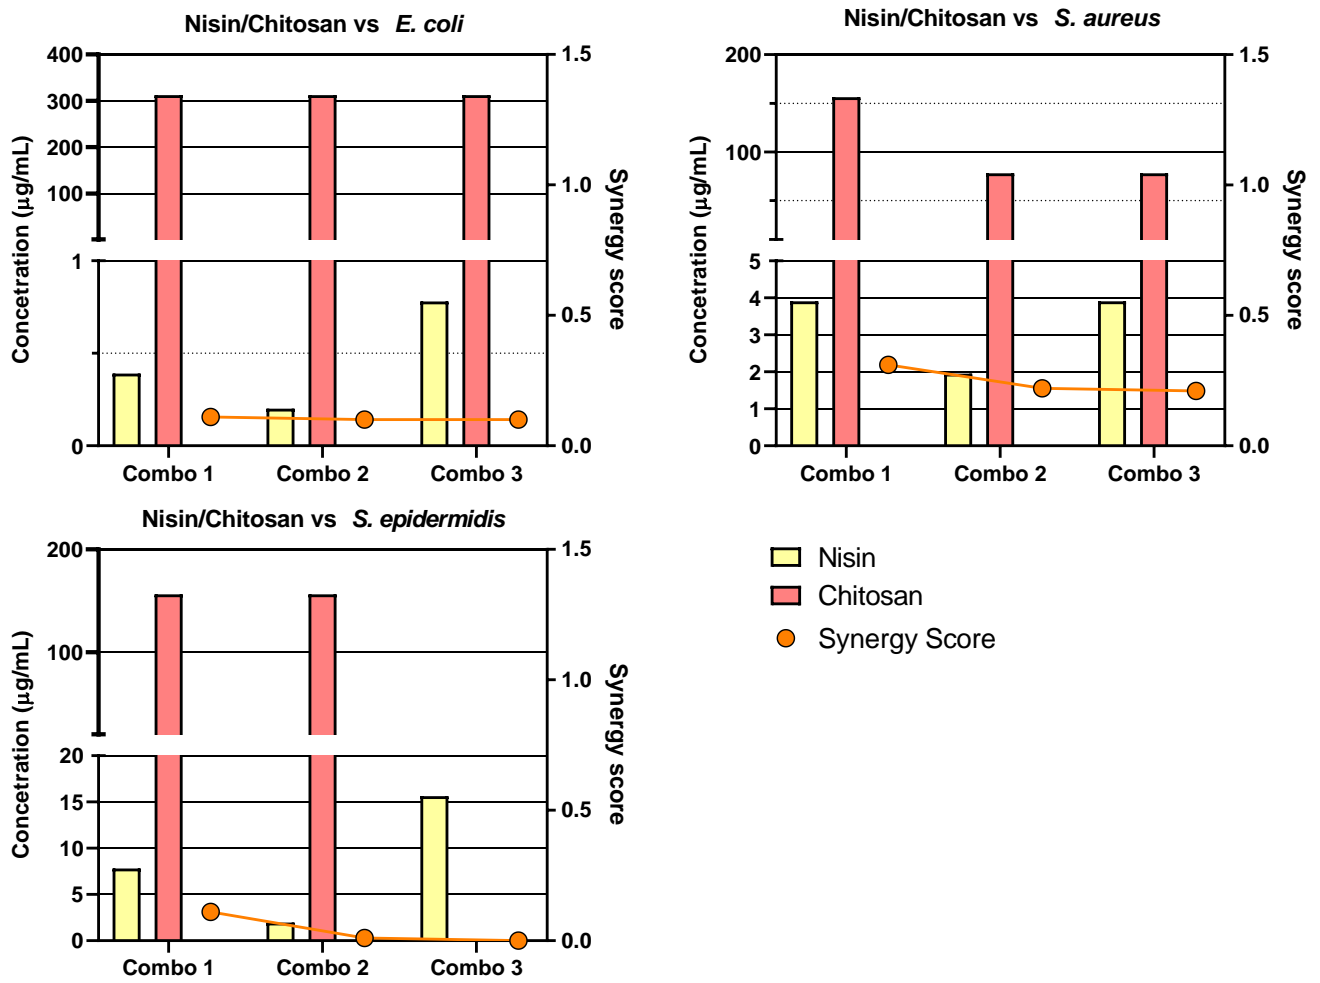 Nisin/Chitosan vs E. coli
Concetration (µg/mL)
400
300
200
100
1
0
1.5
1.0
0.5
0.0
Synergy score
Combo 1 Combo 2 Combo 3
Nisin/Chitosan vs S. aureus
Concetration (µg/mL)
200
100
5
4
3
2
1
0
1.5
1.0
0.5
0.0
Synergy score
Combo 1 Combo 2 Combo 3
Nisin/Chitosan vs S. epidermidis
Concetration (µg/mL)
200
100
20
15
10
5
0
1.5
1.0
0.5
0.0
Synergy score
Combo 1 Combo 2 Combo 3
Nisin
Chitosan
Synergy Score